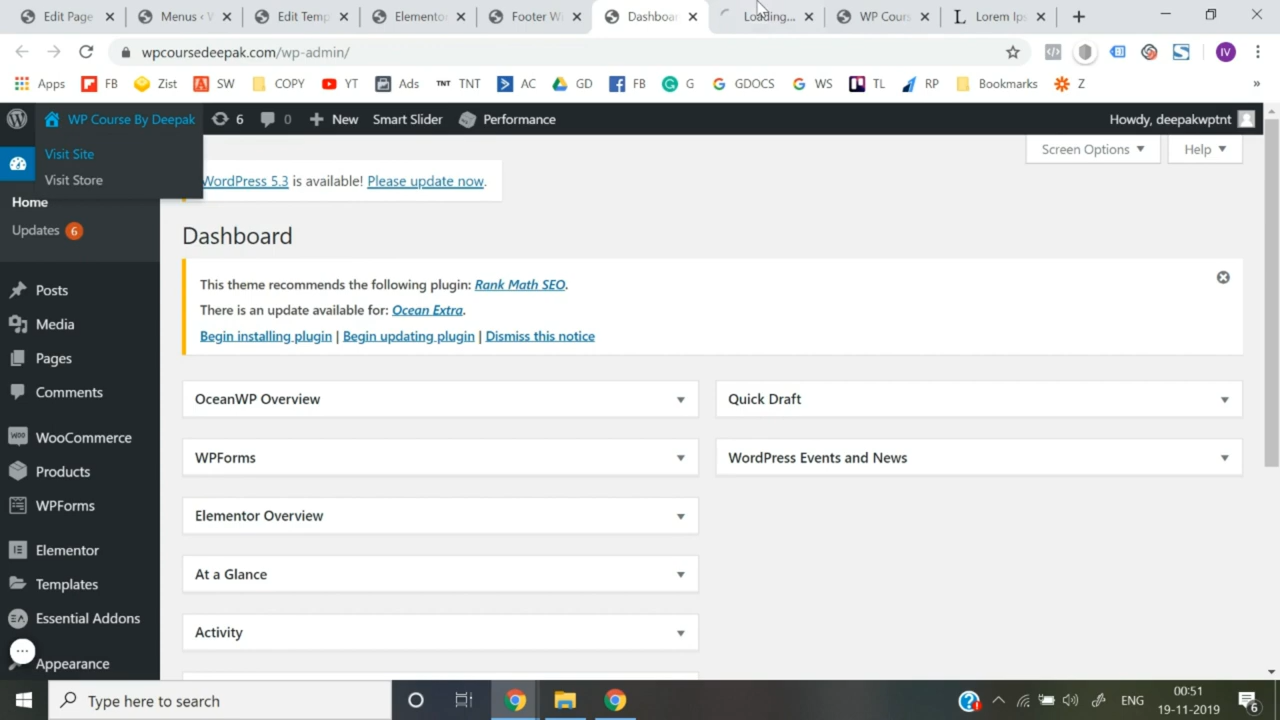 Edit Page
Menus ‹ V
Edit Temp
Elemento
Footer W
Dashboar
Loading...
WP Cours
Lorem Ips
wpcoursedeepak.com/wp-admin/
IV
Apps
FB
Zist
SW
COPY
YT
Ads
TNT TNT
AC
GD
FB
G
GDOCS
WS
TL
RP
Bookmarks
Z
»
WP Course By Deepak
6
0
New
Smart Slider
Performance
Howdy, deepakwptnt
Visit Site
Visit Store
Screen Options
Help
WordPress 5.3 is available! Please update now.
Home
Updates 6
Posts
Media
Pages
Comments
WooCommerce
Products
WPForms
Elementor
Templates
Essential Addons
Appearance
Dashboard
This theme recommends the following plugin: Rank Math SEO.
There is an update available for: Ocean Extra.
Begin installing plugin | Begin updating plugin | Dismiss this notice
OceanWP Overview
Quick Draft
WPForms
WordPress Events and News
Elementor Overview
At a Glance
Activity
Type here to search
ENG
00:51
19-11-2019
6